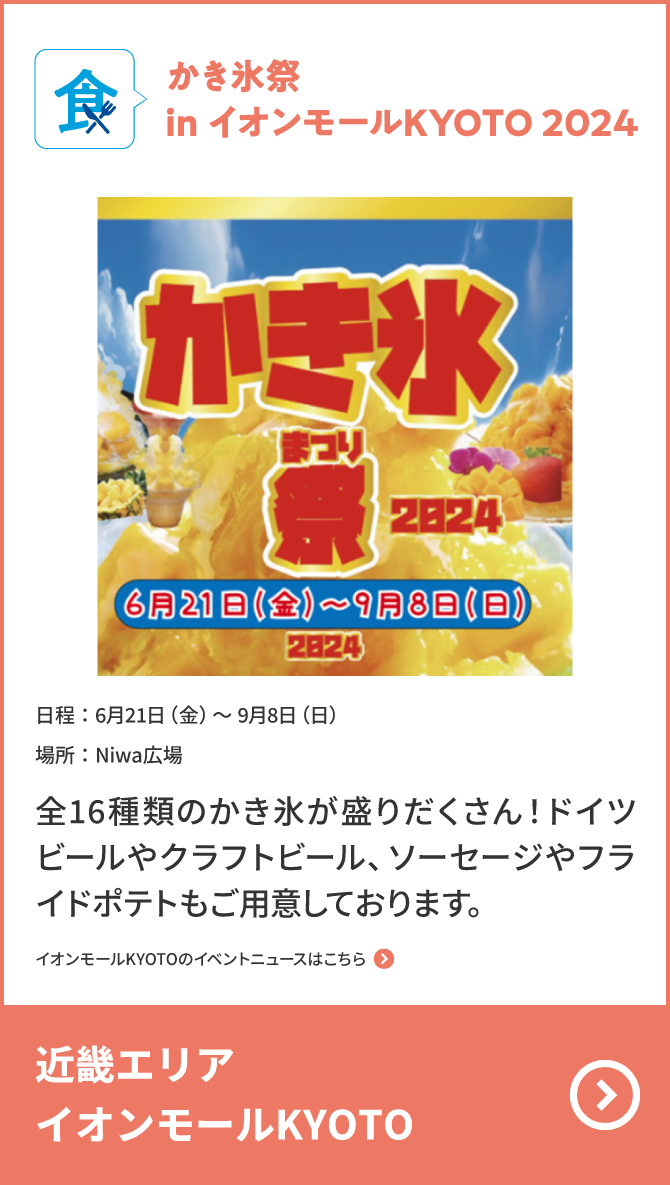 食
かき氷祭
in イオンモールKYOTO 2024
かき氷
まつり
祭
2024
6月21日(金)～9月8日(日)
2024
日程：6月21日（金）～ 9月8日（日）
場所：Niwa広場
全16種類のかき氷が盛りだくさん！ドイツ
ビールやクラフトビール、ソーセージやフラ
イドポテトもご用意しております。
イオンモールKYOTOのイベントニュースはこちら
近畿エリア
イオンモールKYOTO